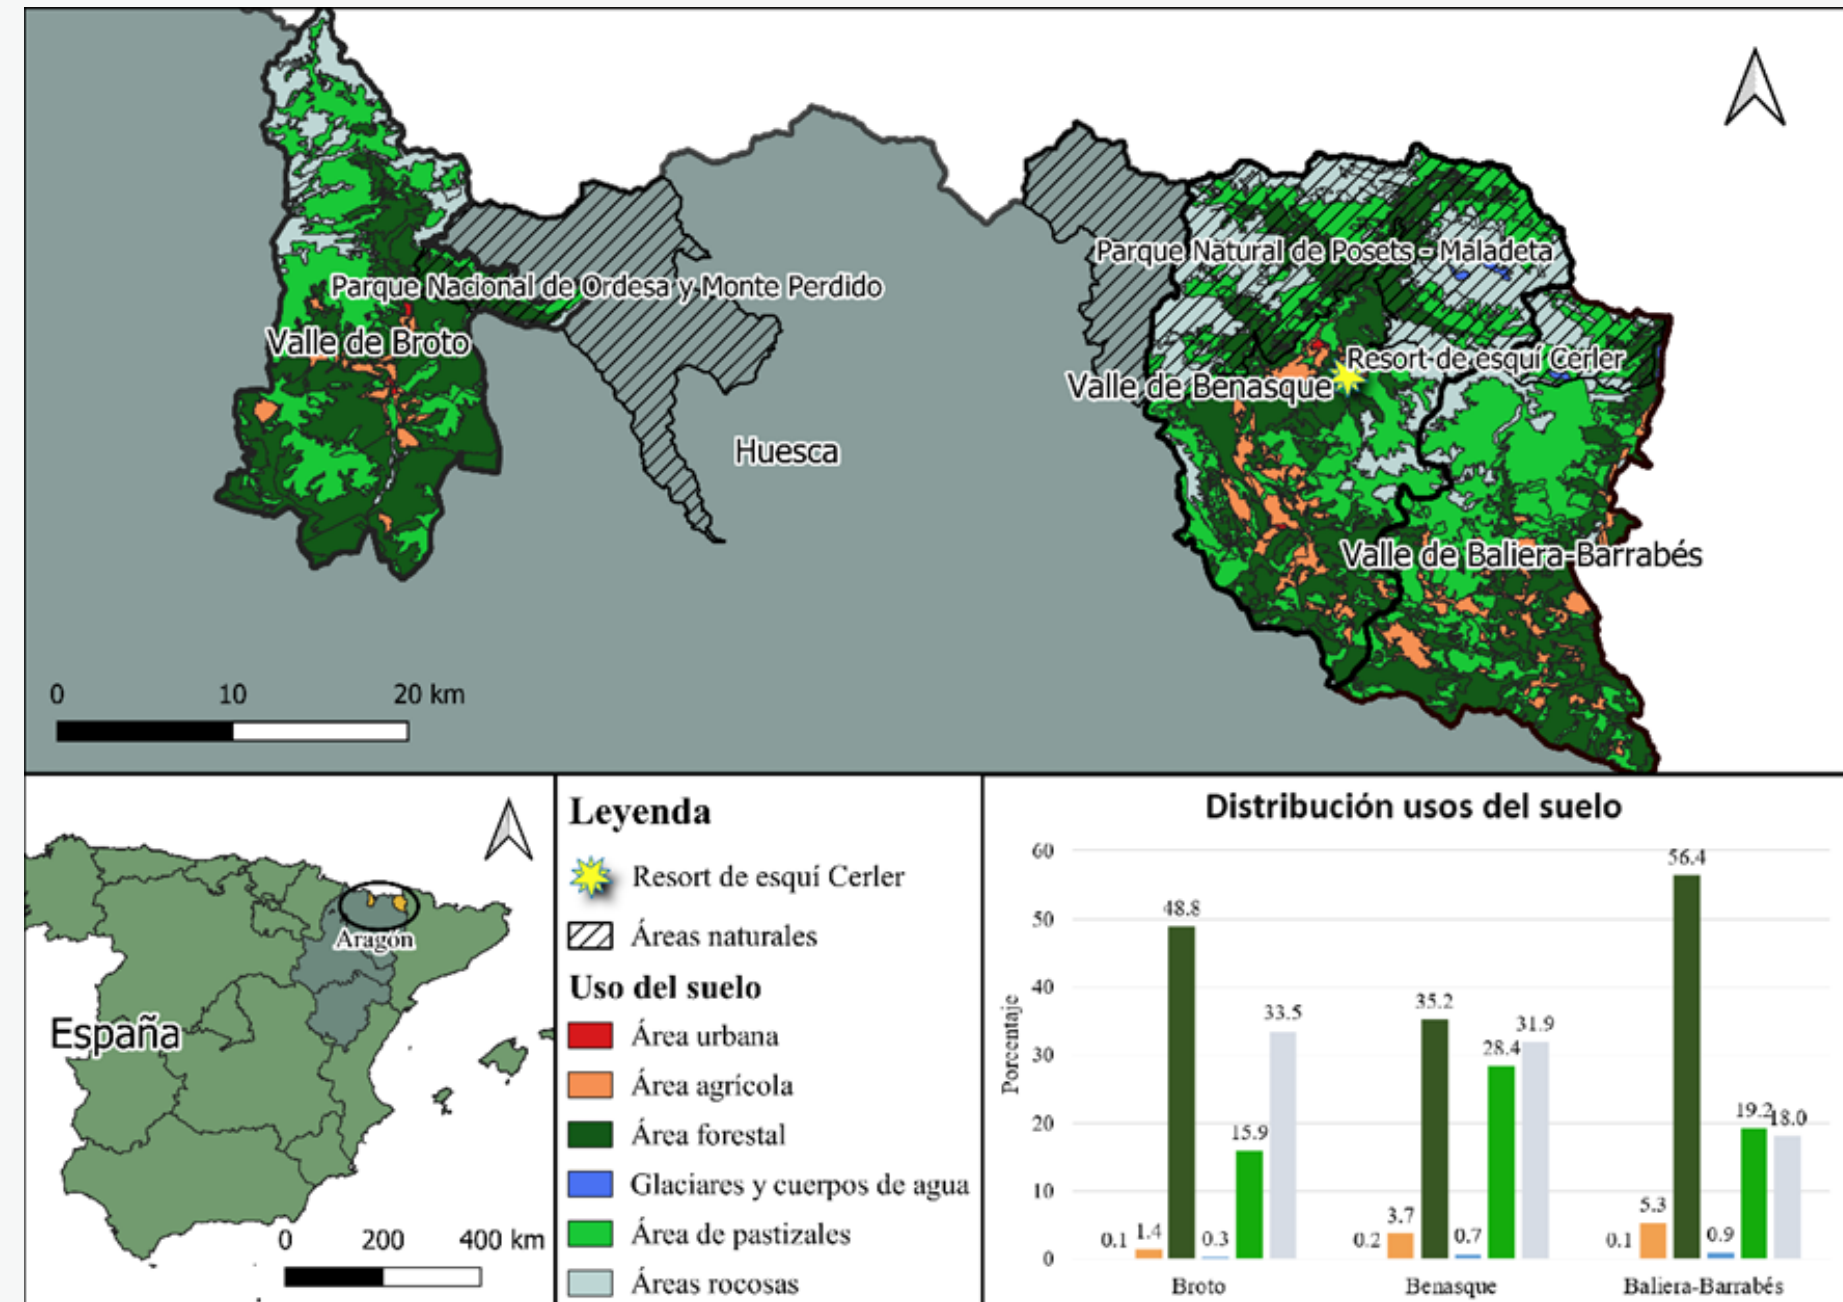 Parque Natural de Posets - Maladeta
Parque Nacional de Ordesa y Monte Perdido
Valle de Broto
Resort de esquí Cerler
Valle de Benasque
Huesca
Valle de Baliera-Barrabés
0 10 20 km
Aragón
España
0 200 400 km
Leyenda
Resort de esquí Cerler
Áreas naturales
Uso del suelo
Área urbana
Área agrícola
Área forestal
Glaciares y cuerpos de agua
Área de pastizales
Áreas rocosas
Distribución usos del suelo
Porcentaje
60
50
40
30
20
10
0
0.1 1.4 48.8 0.3 15.9 33.5
0.2 3.7 35.2 0.7 28.4 31.9
0.1 5.3 56.4 0.9 19.2 18.0
Broto Benasque Baliera-Barrabés